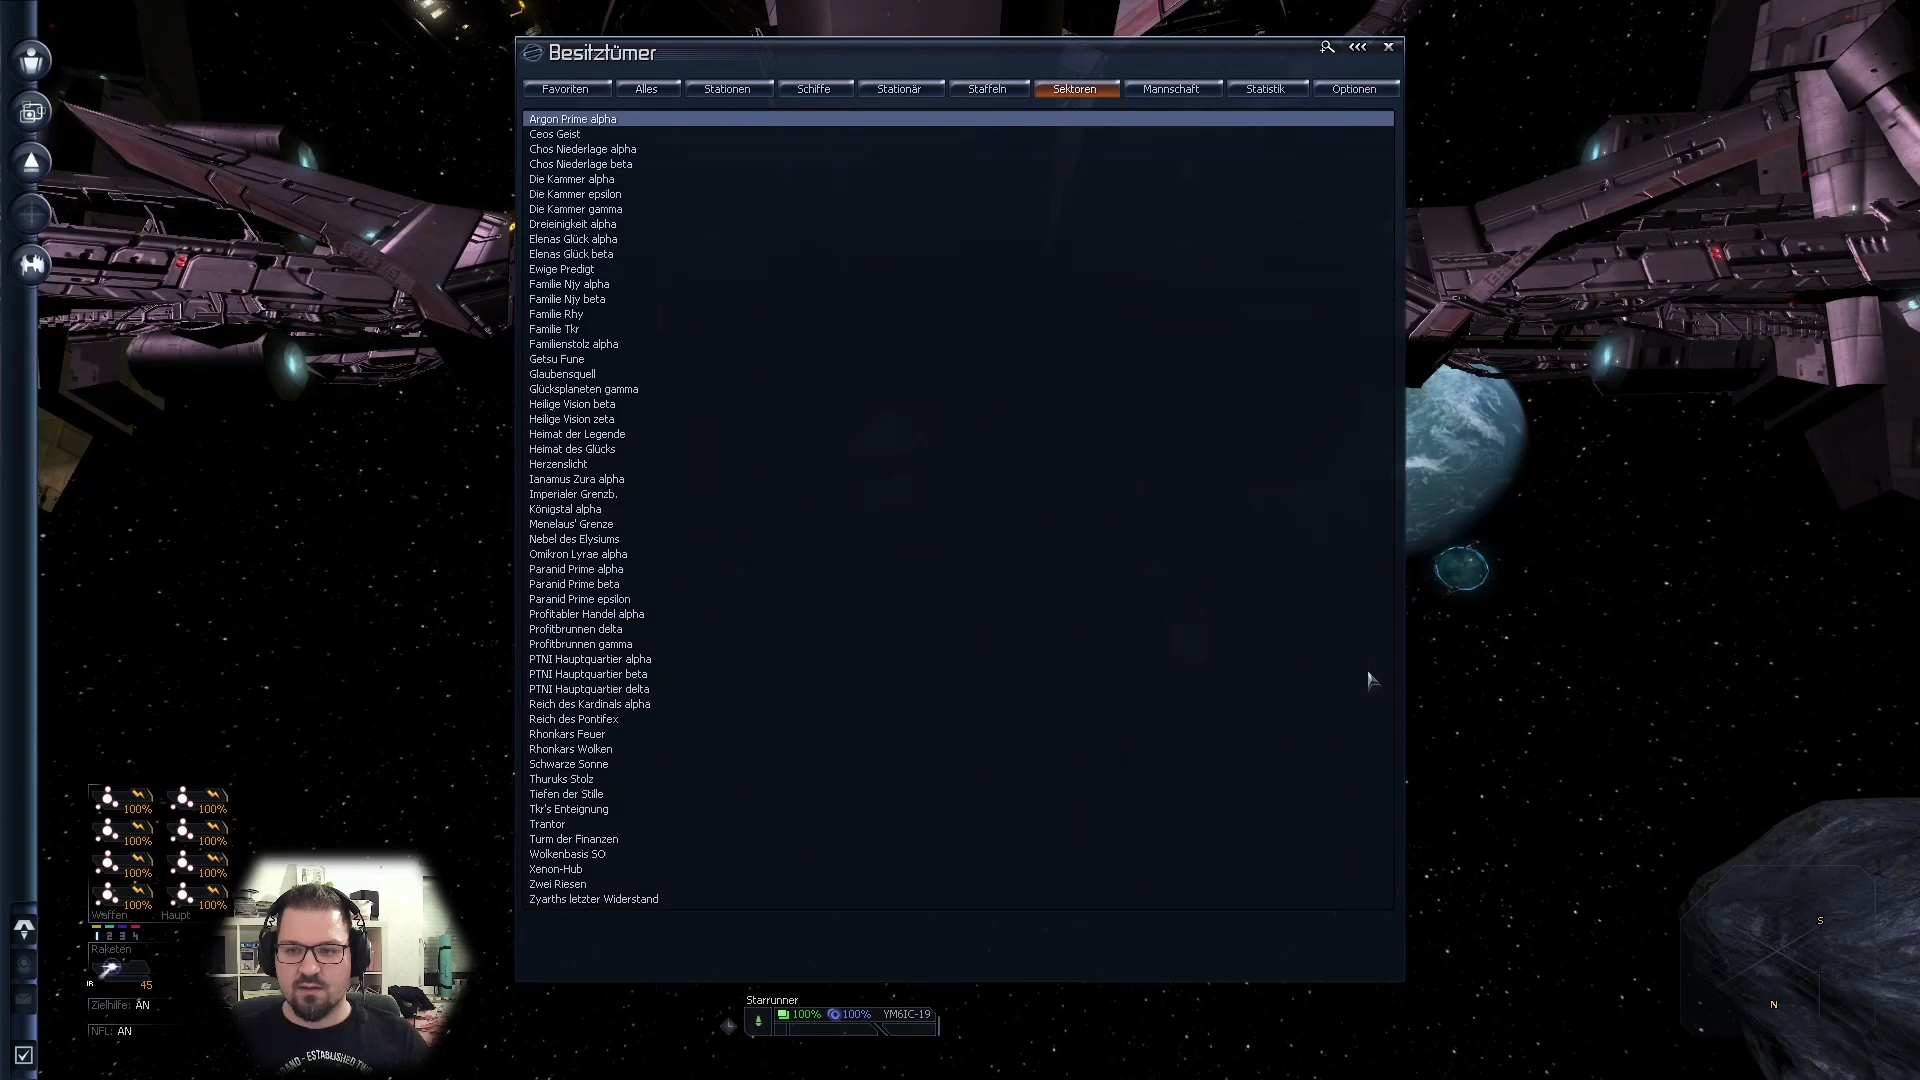 Besitztümer
Favoriten Alles Stationen Schiffe Stationär Staffeln Sektoren Mannschaft Statistik Optionen
Argon Prime alpha
Ceos Geist
Chos Niederlage alpha
Chos Niederlage beta
Die Kammer alpha
Die Kammer epsilon
Die Kammer gamma
Dreieinigkeit alpha
Elenas Glück alpha
Elenas Glück beta
Ewige Predigt
Familie Njy alpha
Familie Njy beta
Familie Rhy
Familie Tkr
Familienstolz alpha
Getsu Fune
Glaubensquell
Glücksplaneten gamma
Heilige Vision beta
Heilige Vision zeta
Heimat der Legende
Heimat des Glücks
Herzenslicht
Ianamus Zura alpha
Imperialer Grenzb.
Königstal alpha
Menelaus' Grenze
Nebel des Elysiums
Omikron Lyrae alpha
Paranid Prime alpha
Paranid Prime beta
Paranid Prime epsilon
Profitabler Handel alpha
Profitbrunnen delta
Profitbrunnen gamma
PTNI Hauptquartier alpha
PTNI Hauptquartier beta
PTNI Hauptquartier delta
Reich des Kardinals alpha
Reich des Pontifex
Rhonkars Feuer
Rhonkars Wolken
Schwarze Sonne
Thuruks Stolz
Tiefen der Stille
Tkr's Enteignung
Trantor
Turm der Finanzen
Wolkenbasis SO
Xenon-Hub
Zwei Riesen
Zyarths letzter Widerstand
100% 100%
100% 100%
100% 100%
100% 100%
Waffen Haupt
1 2 3 4
Raketen
IR 45
Zielhilfe: AN
NFL: AN
Starrunner
100% 100% YM6IC-19
S
N
AND - ESTABLISHED TW